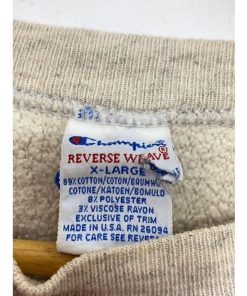 Champion
REVERSE WEAVE
X-LARGE
89% COTTON/COTON/BAUMWO
COTONE/KATOEN/BOMULD
8% POLYESTER
3% VISCOSE RAYON
EXCLUSIVE OF TRIM
MADE IN U.S.A. RN 26094
FOR CARE SEE REVERSE